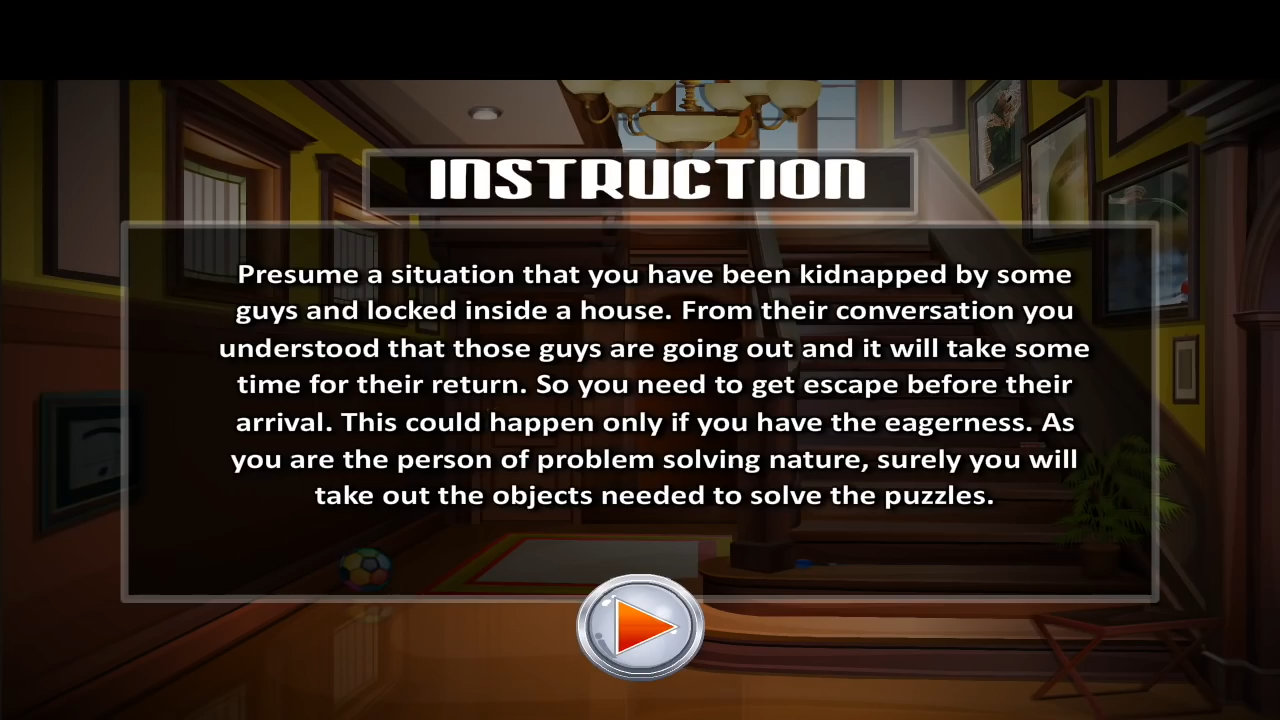 INSTRUCTION
Presume a situation that you have been kidnapped by some
guys and locked inside a house. From their conversation you
understood that those guys are going out and it will take some
time for their return. So you need to get escape before their
arrival. This could happen only if you have the eagerness. As
you are the person of problem solving nature, surely you will
take out the objects needed to solve the puzzles.